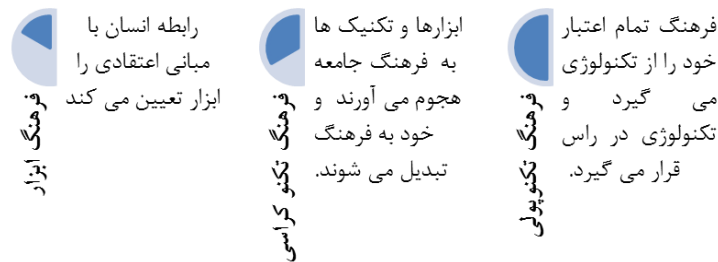 فرهنگ تمام اعتبار
خود را از تکنولوژی
می گیرد و
تکنولوژی در راس
قرار می گیرد.
فرهنگ تکنوپولی
ابزارها و تکنیک ها
به فرهنگ جامعه
هجوم می آورند و
خود به فرهنگ
تبدیل می شوند.
فرهنگ تکنو کراسی
رابطه انسان با
مبانی اعتقادی را
ابزار تعیین می کند
فرهنگ ابزار